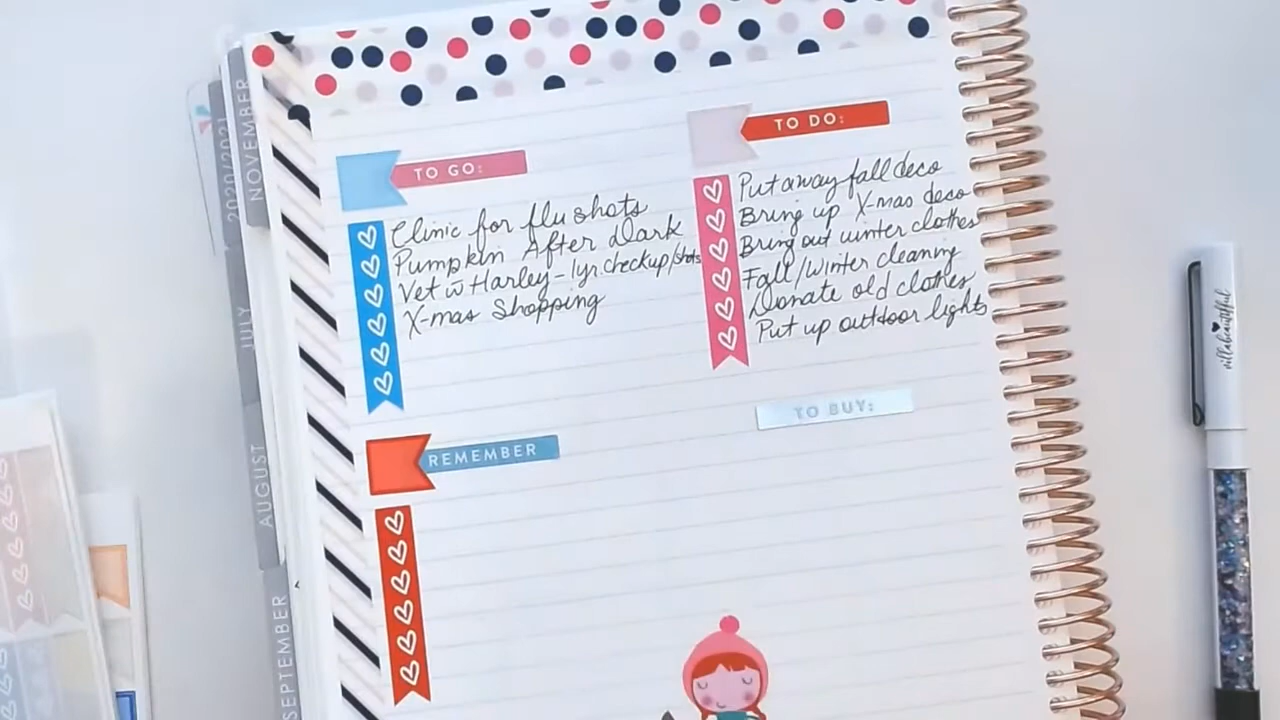 2020/2021
NOVEMBER
JULY
AUGUST
SEPTEMBER
TO GO:
Clinic for flu shots
Pumpkin After Dark
Vet w̄ Harley - 1yr. checkup/shots
X-mas Shopping
TO DO:
Put away fall deco
Bring up X-mas deco
Bring out winter clothes
Fall/winter cleaning
Donate old clothes
Put up outdoor lights
TO BUY:
REMEMBER
villabeautifful